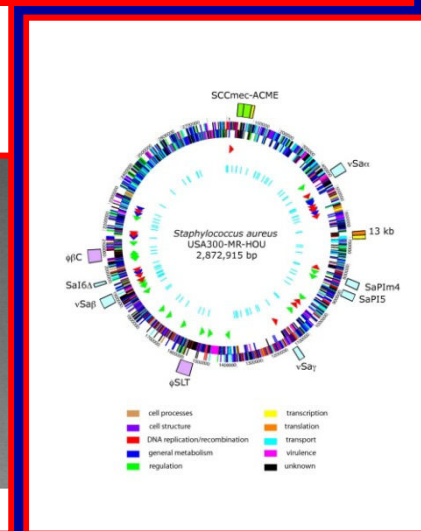 SCCmec-ACME
νSaα
13 kb
SaPIm4
SaPI5
νSaγ
φSLT
νSaβ
SaI6Δ
φβC
Staphylococcus aureus
USA300-MR-HOU
2,872,915 bp
cell processes
cell structure
DNA replication/recombination
general metabolism
regulation
transcription
translation
transport
virulence
unknown